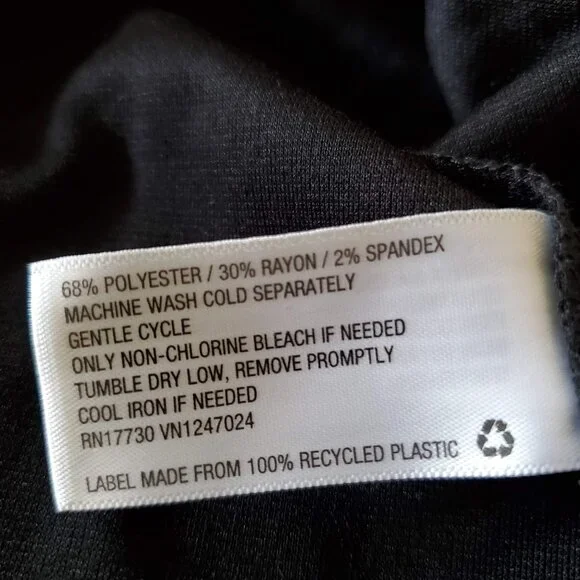 68% POLYESTER / 30% RAYON / 2% SPANDEX
MACHINE WASH COLD SEPARATELY
GENTLE CYCLE
ONLY NON-CHLORINE BLEACH IF NEEDED
TUMBLE DRY LOW, REMOVE PROMPTLY
COOL IRON IF NEEDED
RN17730 VN1247024
LABEL MADE FROM 100% RECYCLED PLASTIC